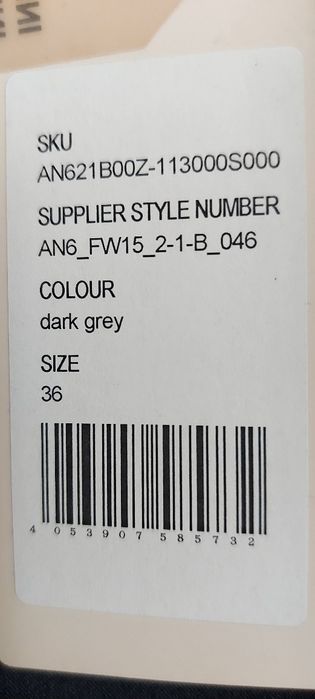 SKU
AN621B00Z-113000S000
SUPPLIER STYLE NUMBER
AN6_FW15_2-1-B_046
COLOUR
dark grey
SIZE
36
4 053907 585732